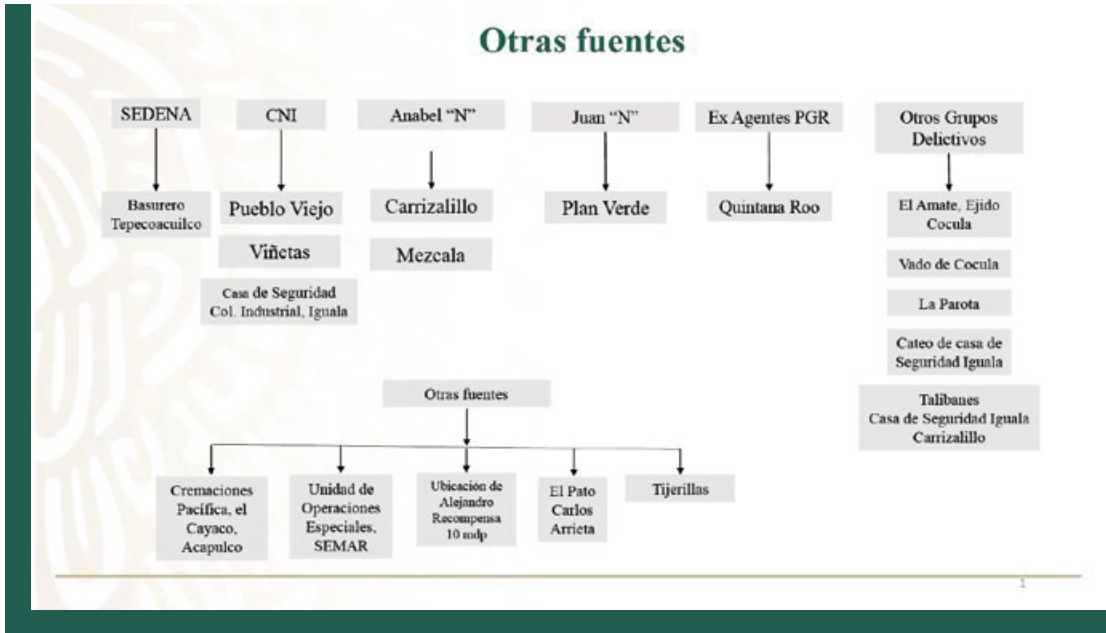 Otras fuentes
SEDENA
Basurero
Tepecoacuilco
CNI
Pueblo Viejo
Viñetas
Casa de Seguridad
Col. Industrial, Iguala
Anabel “N”
Carrizalillo
Mezcala
Juan “N”
Plan Verde
Ex Agentes PGR
Quintana Roo
Otros Grupos
Delictivos
El Amate, Ejido
Cocula
Vado de Cocula
La Parota
Cateo de casa de
Seguridad Iguala
Talibanes
Casa de Seguridad Iguala
Carrizalillo
Otras fuentes
Cremaciones
Pacífica, el
Cayaco,
Acapulco
Unidad de
Operaciones
Especiales,
SEMAR
Ubicación de
Alejandro
Recompensa
10 mdp
El Pato
Carlos
Arrieta
Tijerillas
1